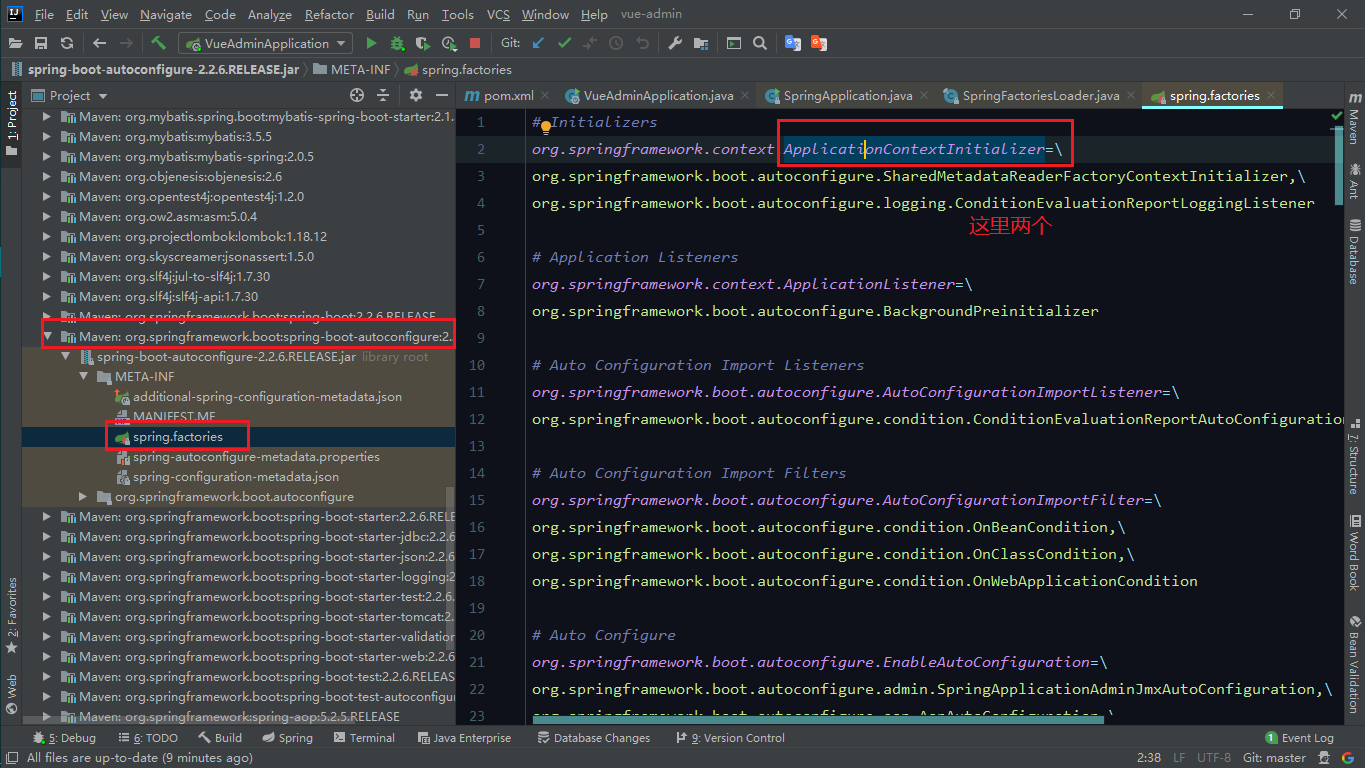 File Edit View Navigate Code Analyze Refactor Build Run Tools VCS Window Help vue-admin
VueAdminApplication Git:
spring-boot-autoconfigure-2.2.6.RELEASE.jar META-INF spring.factories
Project
pom.xml VueAdminApplication.java SpringApplication.java SpringFactoriesLoader.java spring.factories
Maven: org.mybatis.spring.boot:mybatis-spring-boot-starter:2.1.
Maven: org.mybatis:mybatis:3.5.5
Maven: org.mybatis:mybatis-spring:2.0.5
Maven: org.objenesis:objenesis:2.6
Maven: org.opentest4j:opentest4j:1.2.0
Maven: org.ow2.asm:asm:5.0.4
Maven: org.projectlombok:lombok:1.18.12
Maven: org.skyscreamer:jsonassert:1.5.0
Maven: org.slf4j:jul-to-slf4j:1.7.30
Maven: org.slf4j:slf4j-api:1.7.30
Maven: org.springframework.boot:spring-boot:2.2.6.RELEASE
Maven: org.springframework.boot:spring-boot-autoconfigure:2.
spring-boot-autoconfigure-2.2.6.RELEASE.jar library root
META-INF
additional-spring-configuration-metadata.json
MANIFEST.MF
spring.factories
spring-autoconfigure-metadata.properties
spring-configuration-metadata.json
org.springframework.boot.autoconfigure
Maven: org.springframework.boot:spring-boot-starter:2.2.6.RELE
Maven: org.springframework.boot:spring-boot-starter-jdbc:2.2.6
Maven: org.springframework.boot:spring-boot-starter-json:2.2.6
Maven: org.springframework.boot:spring-boot-starter-logging:2
Maven: org.springframework.boot:spring-boot-starter-test:2.2.6
Maven: org.springframework.boot:spring-boot-starter-tomcat:2.
Maven: org.springframework.boot:spring-boot-starter-validation
Maven: org.springframework.boot:spring-boot-starter-web:2.2.6
Maven: org.springframework.boot:spring-boot-test:2.2.6.RELEAS
Maven: org.springframework.boot:spring-boot-test-autoconfigur
Maven: org.springframework:spring-aop:5.2.5.RELEASE
1 # Initializers
2 org.springframework.context.ApplicationContextInitializer=\
3 org.springframework.boot.autoconfigure.SharedMetadataReaderFactoryContextInitializer,\
4 org.springframework.boot.autoconfigure.logging.ConditionEvaluationReportLoggingListener
这里两个
5
6 # Application Listeners
7 org.springframework.context.ApplicationListener=\
8 org.springframework.boot.autoconfigure.BackgroundPreinitializer
9
10 # Auto Configuration Import Listeners
11 org.springframework.boot.autoconfigure.AutoConfigurationImportListener=\
12 org.springframework.boot.autoconfigure.condition.ConditionEvaluationReportAutoConfiguration
13
14 # Auto Configuration Import Filters
15 org.springframework.boot.autoconfigure.AutoConfigurationImportFilter=\
16 org.springframework.boot.autoconfigure.condition.OnBeanCondition,\
17 org.springframework.boot.autoconfigure.condition.OnClassCondition,\
18 org.springframework.boot.autoconfigure.condition.OnWebApplicationCondition
19
20 # Auto Configure
21 org.springframework.boot.autoconfigure.EnableAutoConfiguration=\
22 org.springframework.boot.autoconfigure.admin.SpringApplicationAdminJmxAutoConfiguration,\
23 org.springframework.boot.autoconfigure.aop.AopAutoConfiguration,\
1: Project
2: Favorites
Web
Maven
Ant
Database
7: Structure
Word Book
Bean Validation
5: Debug 6: TODO Build Spring Terminal Java Enterprise Database Changes 9: Version Control 1 Event Log
All files are up-to-date (9 minutes ago) 2:38 LF UTF-8 Git: master